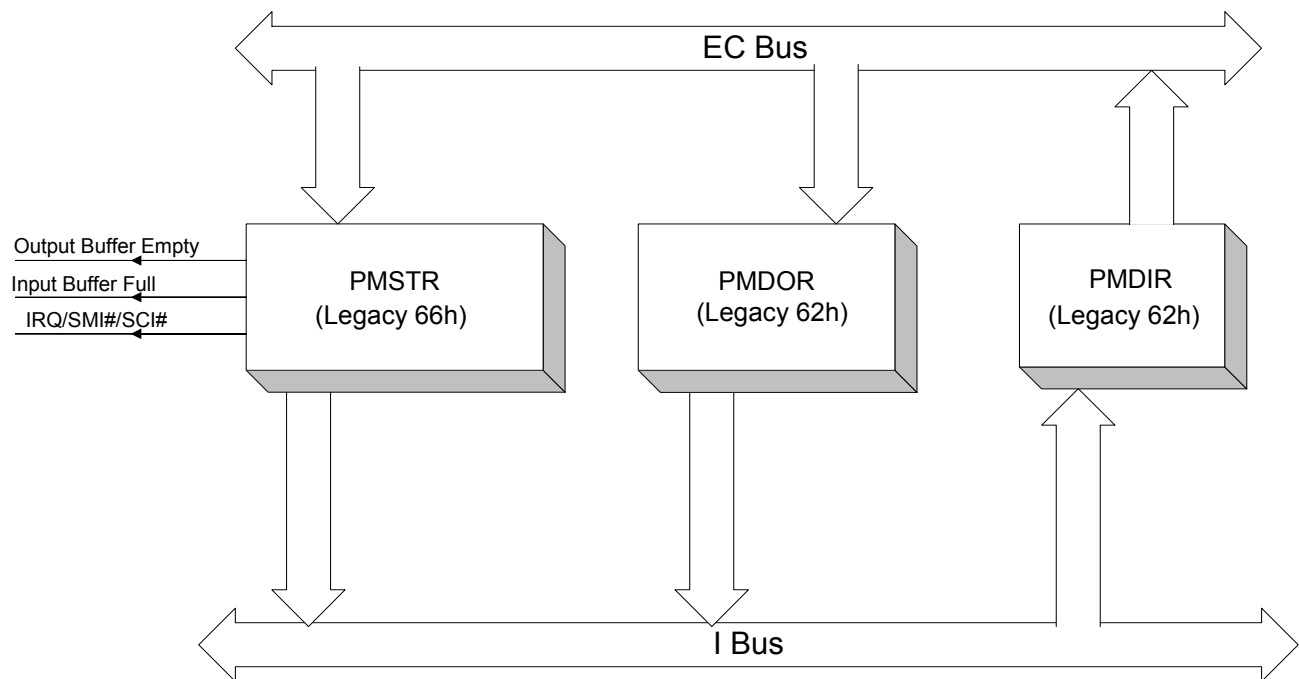 EC Bus
Output Buffer Empty
Input Buffer Full
IRQ/SMI#/SCI#
PMSTR
(Legacy 66h)
PMDOR
(Legacy 62h)
PMDIR
(Legacy 62h)
I Bus